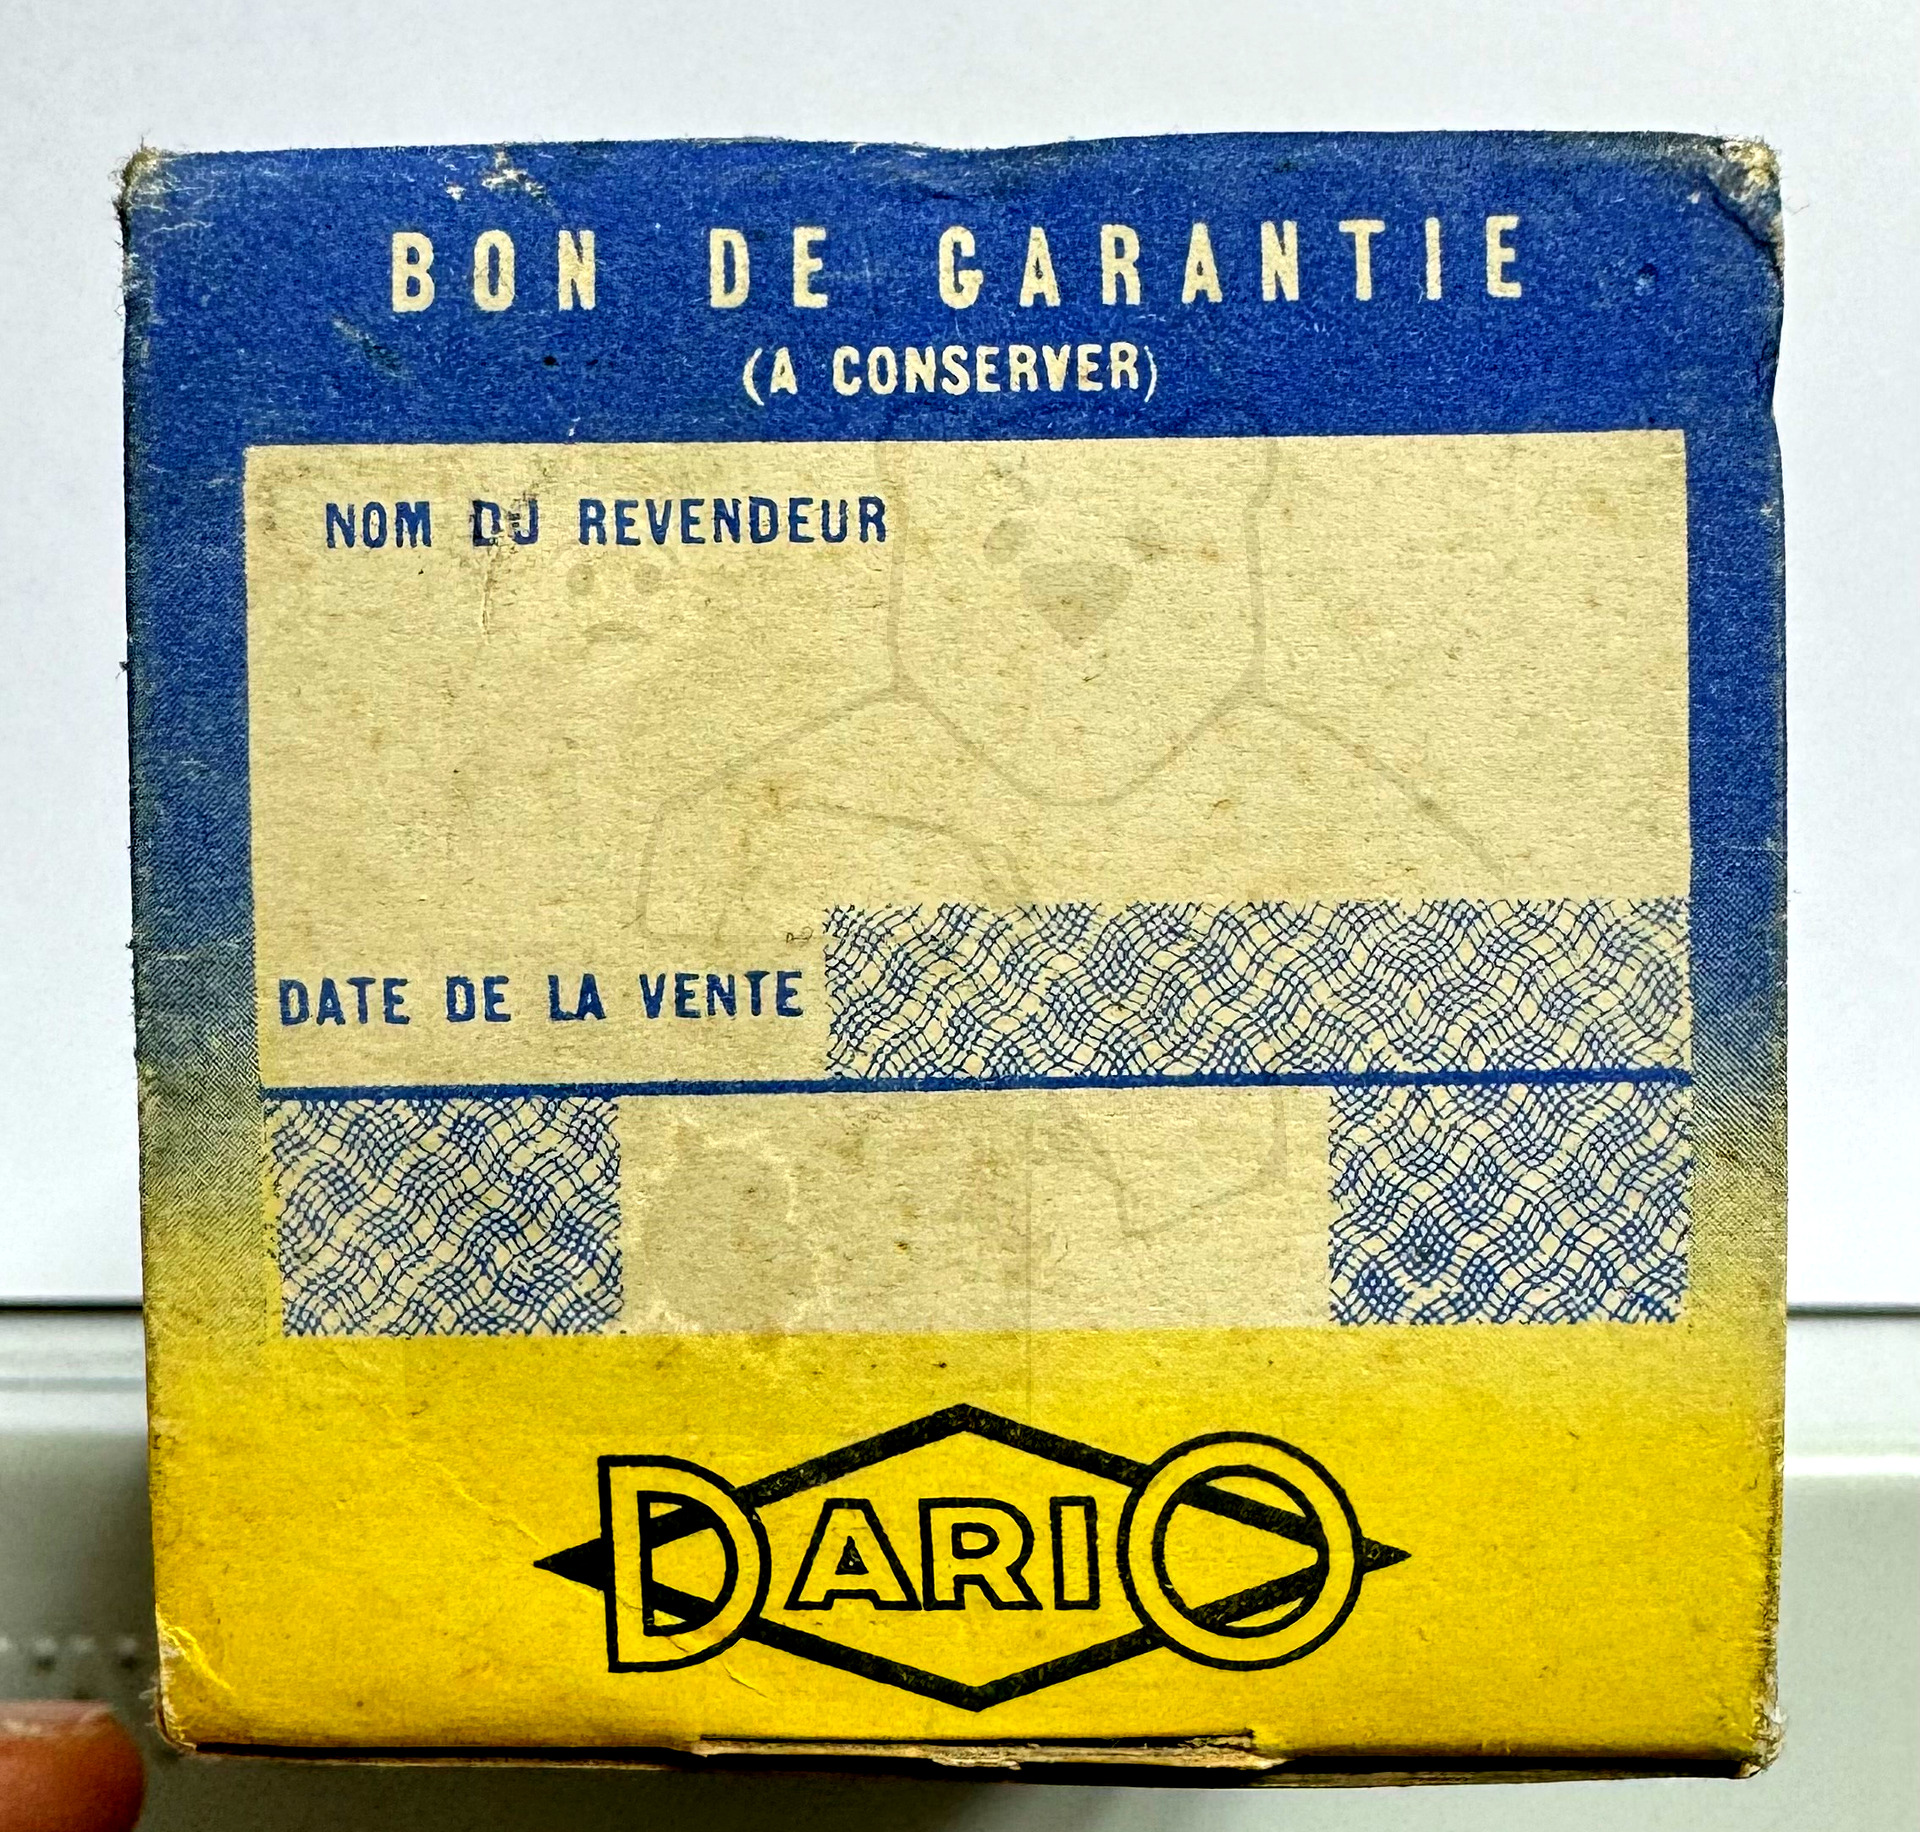 BON DE GARANTIE
(A CONSERVER)
NOM DU REVENDEUR
DATE DE LA VENTE
DARIO